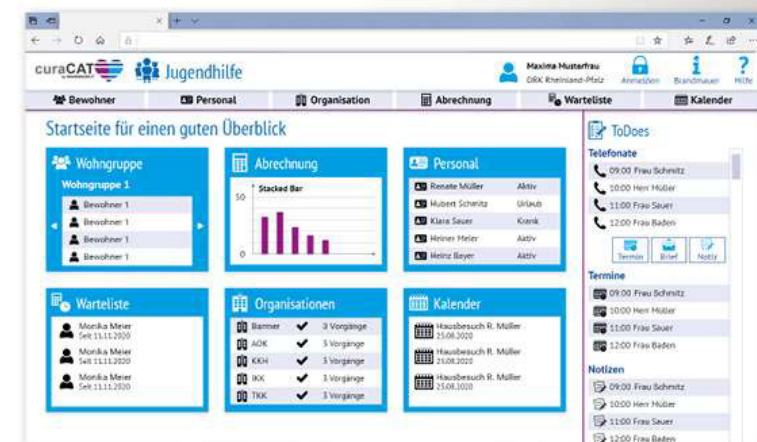 curaCAT Jugendhilfe
Maxima Musterfrau
DRK Rheinland-Pfalz
Anmelden
Brandmauer
Hilfe
Bewohner Personal Organisation Abrechnung Warteliste Kalender
Startseite für einen guten Überblick
Wohngruppe
Wohngruppe 1
Bewohner 1
Bewohner 1
Bewohner 1
Bewohner 1
Abrechnung
Stacked Bar
50
0
Personal
Renate Müller Aktiv
Hubert Schmitz Urlaub
Klara Sauer Krank
Heiner Meier Aktiv
Heinz Bayer Aktiv
Warteliste
Monika Meier
Seit 11.11.2020
Monika Meier
Seit 11.11.2020
Monika Meier
Seit 11.11.2020
Organisationen
Barmer 3 Vorgänge
AOK 3 Vorgänge
KKH 3 Vorgänge
IKK 3 Vorgänge
TKK 3 Vorgänge
Kalender
Hausbesuch R. Müller
25.08.2020
Hausbesuch R. Müller
25.08.2020
Hausbesuch R. Müller
25.08.2020
ToDoes
Telefonate
09:00 Frau Schmitz
10:00 Herr Müller
11:00 Frau Sauer
12:00 Frau Baden
Termin Brief Notiz
Termine
09:00 Frau Schmitz
10:00 Herr Müller
11:00 Frau Sauer
12:00 Frau Baden
Notizen
09:00 Frau Schmitz
10:00 Herr Müller
11:00 Frau Sauer
12:00 Frau Baden